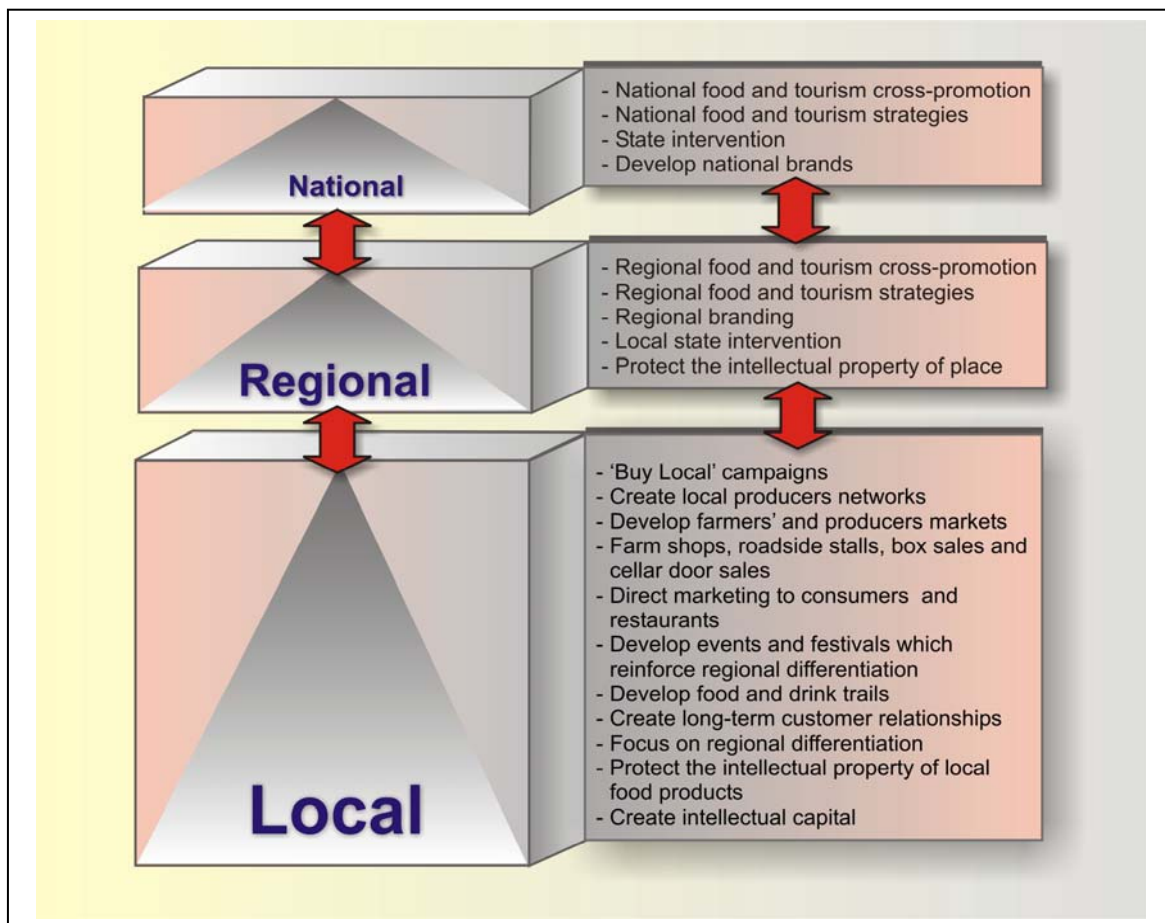 National
- National food and tourism cross-promotion
- National food and tourism strategies
- State intervention
- Develop national brands
Regional
- Regional food and tourism cross-promotion
- Regional food and tourism strategies
- Regional branding
- Local state intervention
- Protect the intellectual property of place
Local
- ‘Buy Local’ campaigns
- Create local producers networks
- Develop farmers’ and producers markets
- Farm shops, roadside stalls, box sales and
cellar door sales
- Direct marketing to consumers and
restaurants
- Develop events and festivals which
reinforce regional differentiation
- Develop food and drink trails
- Create long-term customer relationships
- Focus on regional differentiation
- Protect the intellectual property of local
food products
- Create intellectual capital